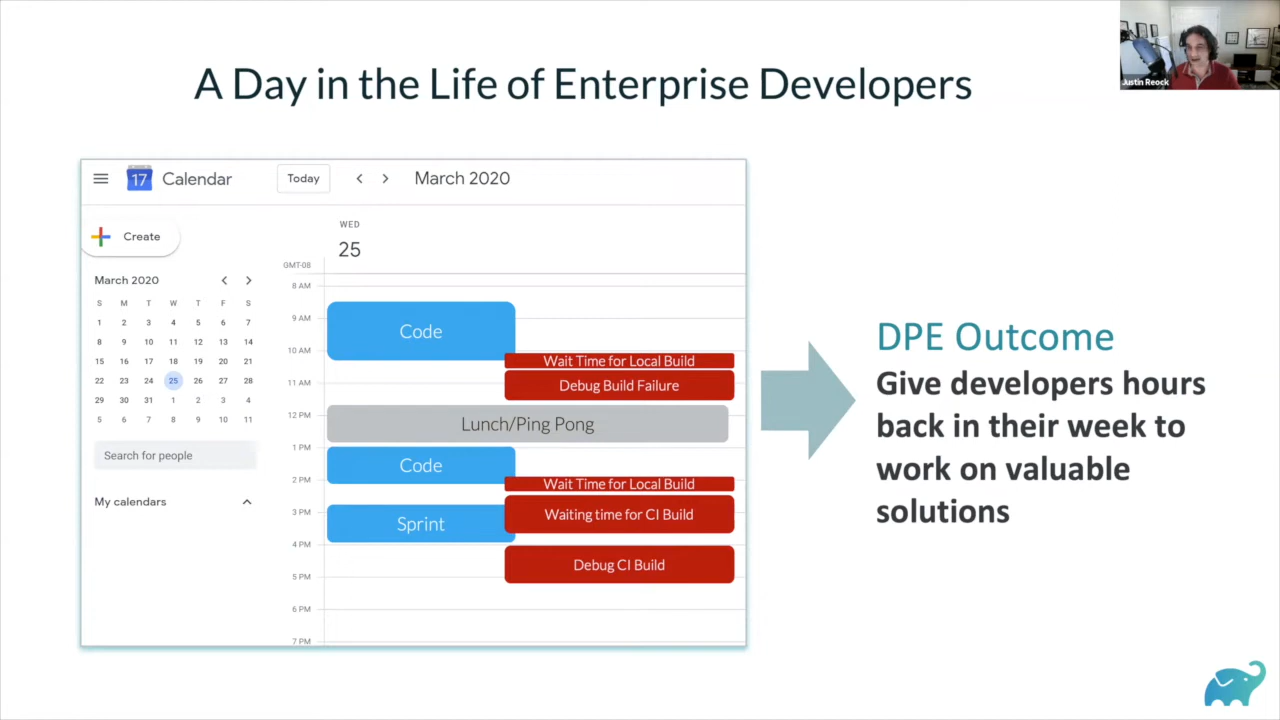 A Day in the Life of Enterprise Developers
Justin Reock
17 Calendar Today March 2020
Create
WED
25
GMT-08
March 2020
S M T W T F S
1 2 3 4 5 6 7
8 9 10 11 12 13 14
15 16 17 18 19 20 21
22 23 24 25 26 27 28
29 30 31 1 2 3 4
5 6 7 8 9 10 11
Search for people
My calendars
8 AM
9 AM
Code
10 AM
Wait Time for Local Build
Debug Build Failure
11 AM
12 PM
Lunch/Ping Pong
1 PM
Code
2 PM
Wait Time for Local Build
3 PM
Waiting time for CI Build
Sprint
4 PM
Debug CI Build
5 PM
6 PM
7 PM
DPE Outcome
Give developers hours
back in their week to
work on valuable
solutions